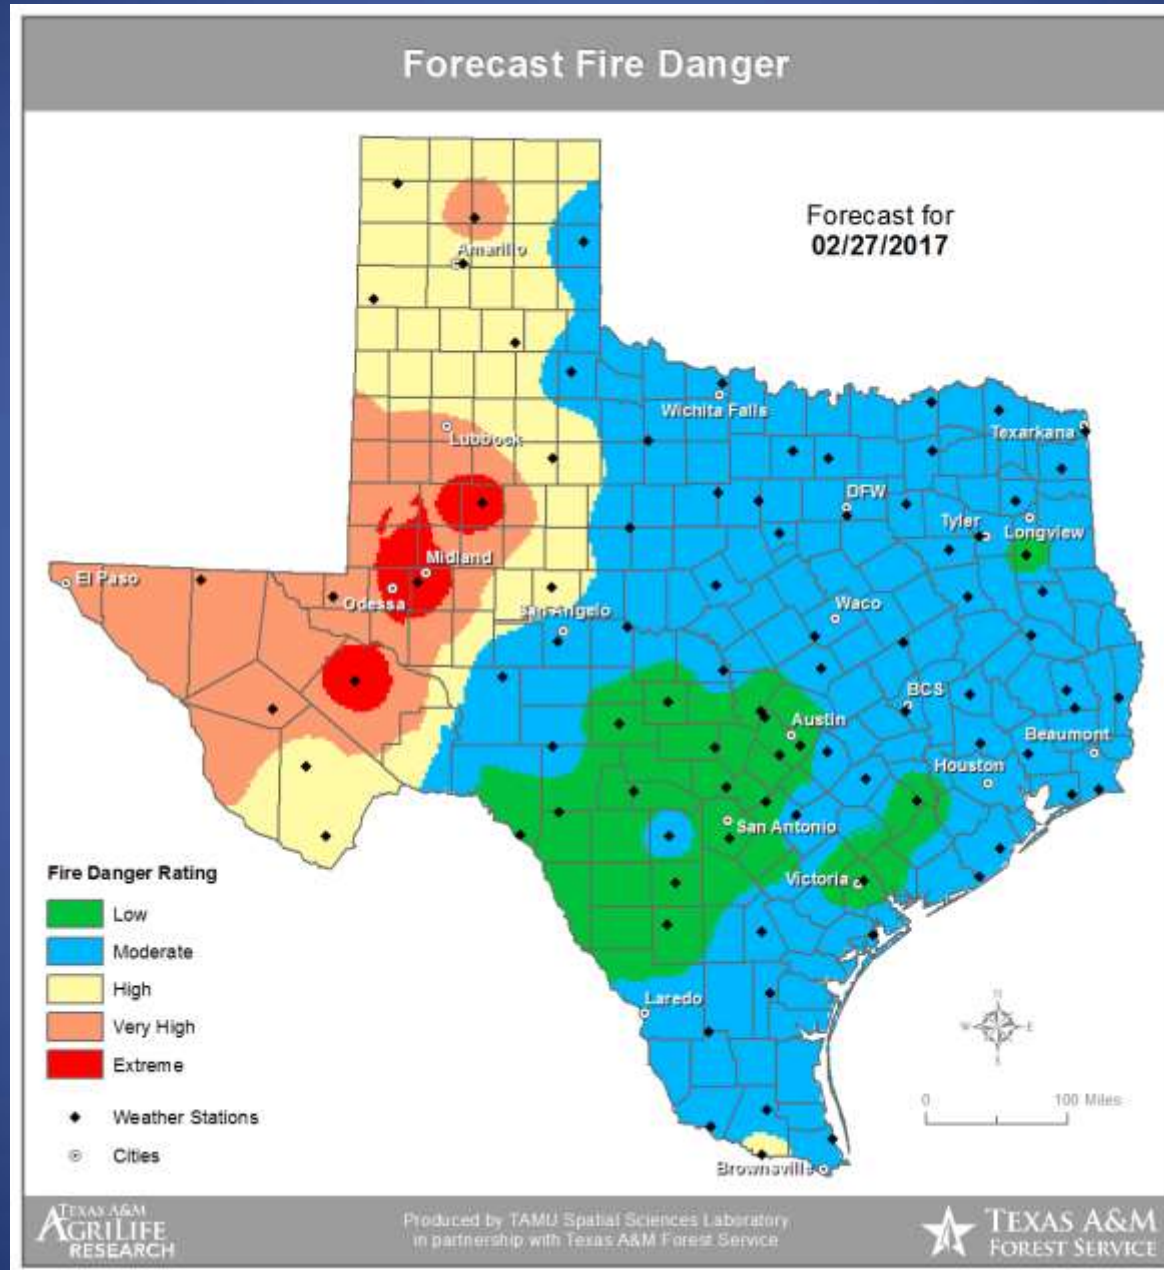 Forecast Fire Danger
Forecast for
02/27/2017
Amarillo
Wichita Falls
Lubbock
Texarkana
DFW
Tyler
Longview
Midland
El Paso
Odessa
San Angelo
Waco
BCS
Austin
Beaumont
Houston
San Antonio
Victoria
Laredo
Brownsville
Fire Danger Rating
Low
Moderate
High
Very High
Extreme
Weather Stations
Cities
N
W E
S
0 100 Miles
TEXAS A&M
AGRILIFE
RESEARCH
Produced by TAMU Spatial Sciences Laboratory
in partnership with Texas A&M Forest Service
TEXAS A&M
FOREST SERVICE